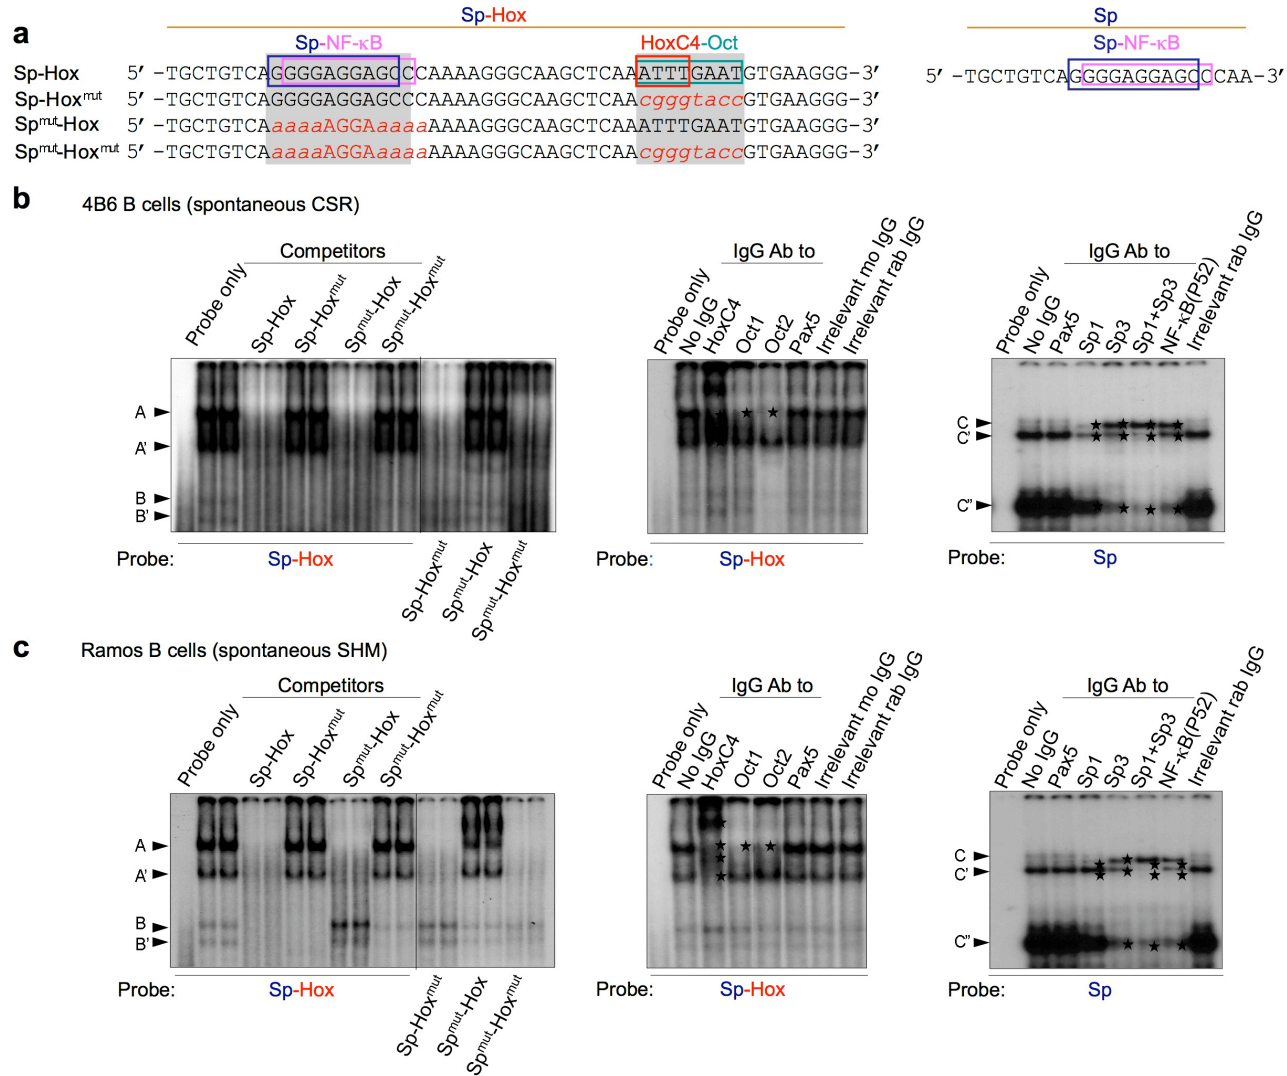 a
Sp-Hox
Sp
Sp-NF-κB
HoxC4-Oct
Sp-NF-κB
Sp-Hox 5′ -TGCTGTCAGGGGAGGAGCCCAAAAGGGCAAGCTCAAATTTGAATGTGAAGGG-3′
5′ -TGCTGTCAGGGGAGGAGCCCAA-3′
Sp-Hoxmut 5′ -TGCTGTCAGGGGAGGAGCCCAAAAGGGCAAGCTCAAcgggtaccGTGAAGGG-3′
Spmut-Hox 5′ -TGCTGTCAaaaaAGGAaaaaAAAAGGGCAAGCTCAAATTTGAATGTGAAGGG-3′
Spmut-Hoxmut 5′ -TGCTGTCAaaaaAGGAaaaaAAAAGGGCAAGCTCAAcgggtaccGTGAAGGG-3′
b
4B6 B cells (spontaneous CSR)
Competitors
Probe only
Sp-Hox
Sp-Hoxmut
Spmut-Hox
Spmut-Hoxmut
A
A'
B
B'
Probe:
Sp-Hox
Sp-Hoxmut
Spmut-Hox
Spmut-Hoxmut
IgG Ab to
Probe only
No IgG
HoxC4
Oct1
Oct2
Pax5
Irrelevant mo IgG
Irrelevant rab IgG
Probe:
Sp-Hox
IgG Ab to
Probe only
No IgG
Pax5
Sp1
Sp3
Sp1+Sp3
NF-κB(P52)
Irrelevant rab IgG
C
C'
C"
Probe:
Sp
c
Ramos B cells (spontaneous SHM)
Competitors
Probe only
Sp-Hox
Sp-Hoxmut
Spmut-Hox
Spmut-Hoxmut
A
A'
B
B'
Probe:
Sp-Hox
Sp-Hoxmut
Spmut-Hox
Spmut-Hoxmut
IgG Ab to
Probe only
No IgG
HoxC4
Oct1
Oct2
Pax5
Irrelevant mo IgG
Irrelevant rab IgG
Probe:
Sp-Hox
IgG Ab to
Probe only
No IgG
Pax5
Sp1
Sp3
Sp1+Sp3
NF-κB(P52)
Irrelevant rab IgG
C
C'
C"
Probe:
Sp